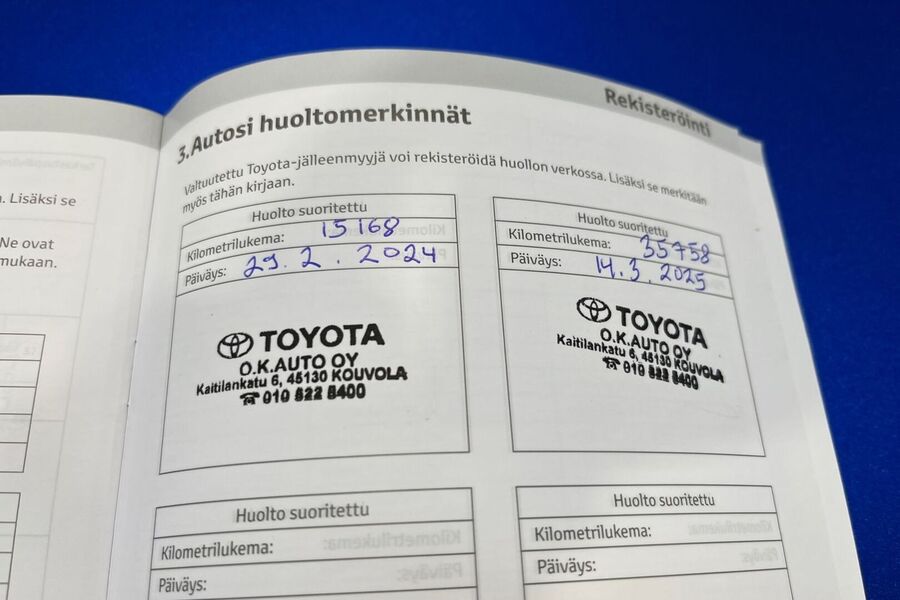 Rekisteröinti
. Lisäksi se
Ne ovat
mukaan.
3.Autosi huoltomerkinnät
Valtuutettu Toyota-jälleenmyyjä voi rekisteröidä huollon verkossa. Lisäksi se merkitään
myös tähän kirjaan.
Huolto suoritettu
Kilometrilukema: 15168
Päiväys: 29.2.2024
TOYOTA
O.K.AUTO OY
Kaitilankatu 6, 45130 KOUVOLA
☎ 010 822 8400
Huolto suoritettu
Kilometrilukema: 35758
Päiväys: 14.3.2025
TOYOTA
O.K.AUTO OY
Kaitilankatu 6, 45130 KOUVOLA
☎ 010 822 8400
Huolto suoritettu
Kilometrilukema:
Päiväys:
Huolto suoritettu
Kilometrilukema:
Päiväys: